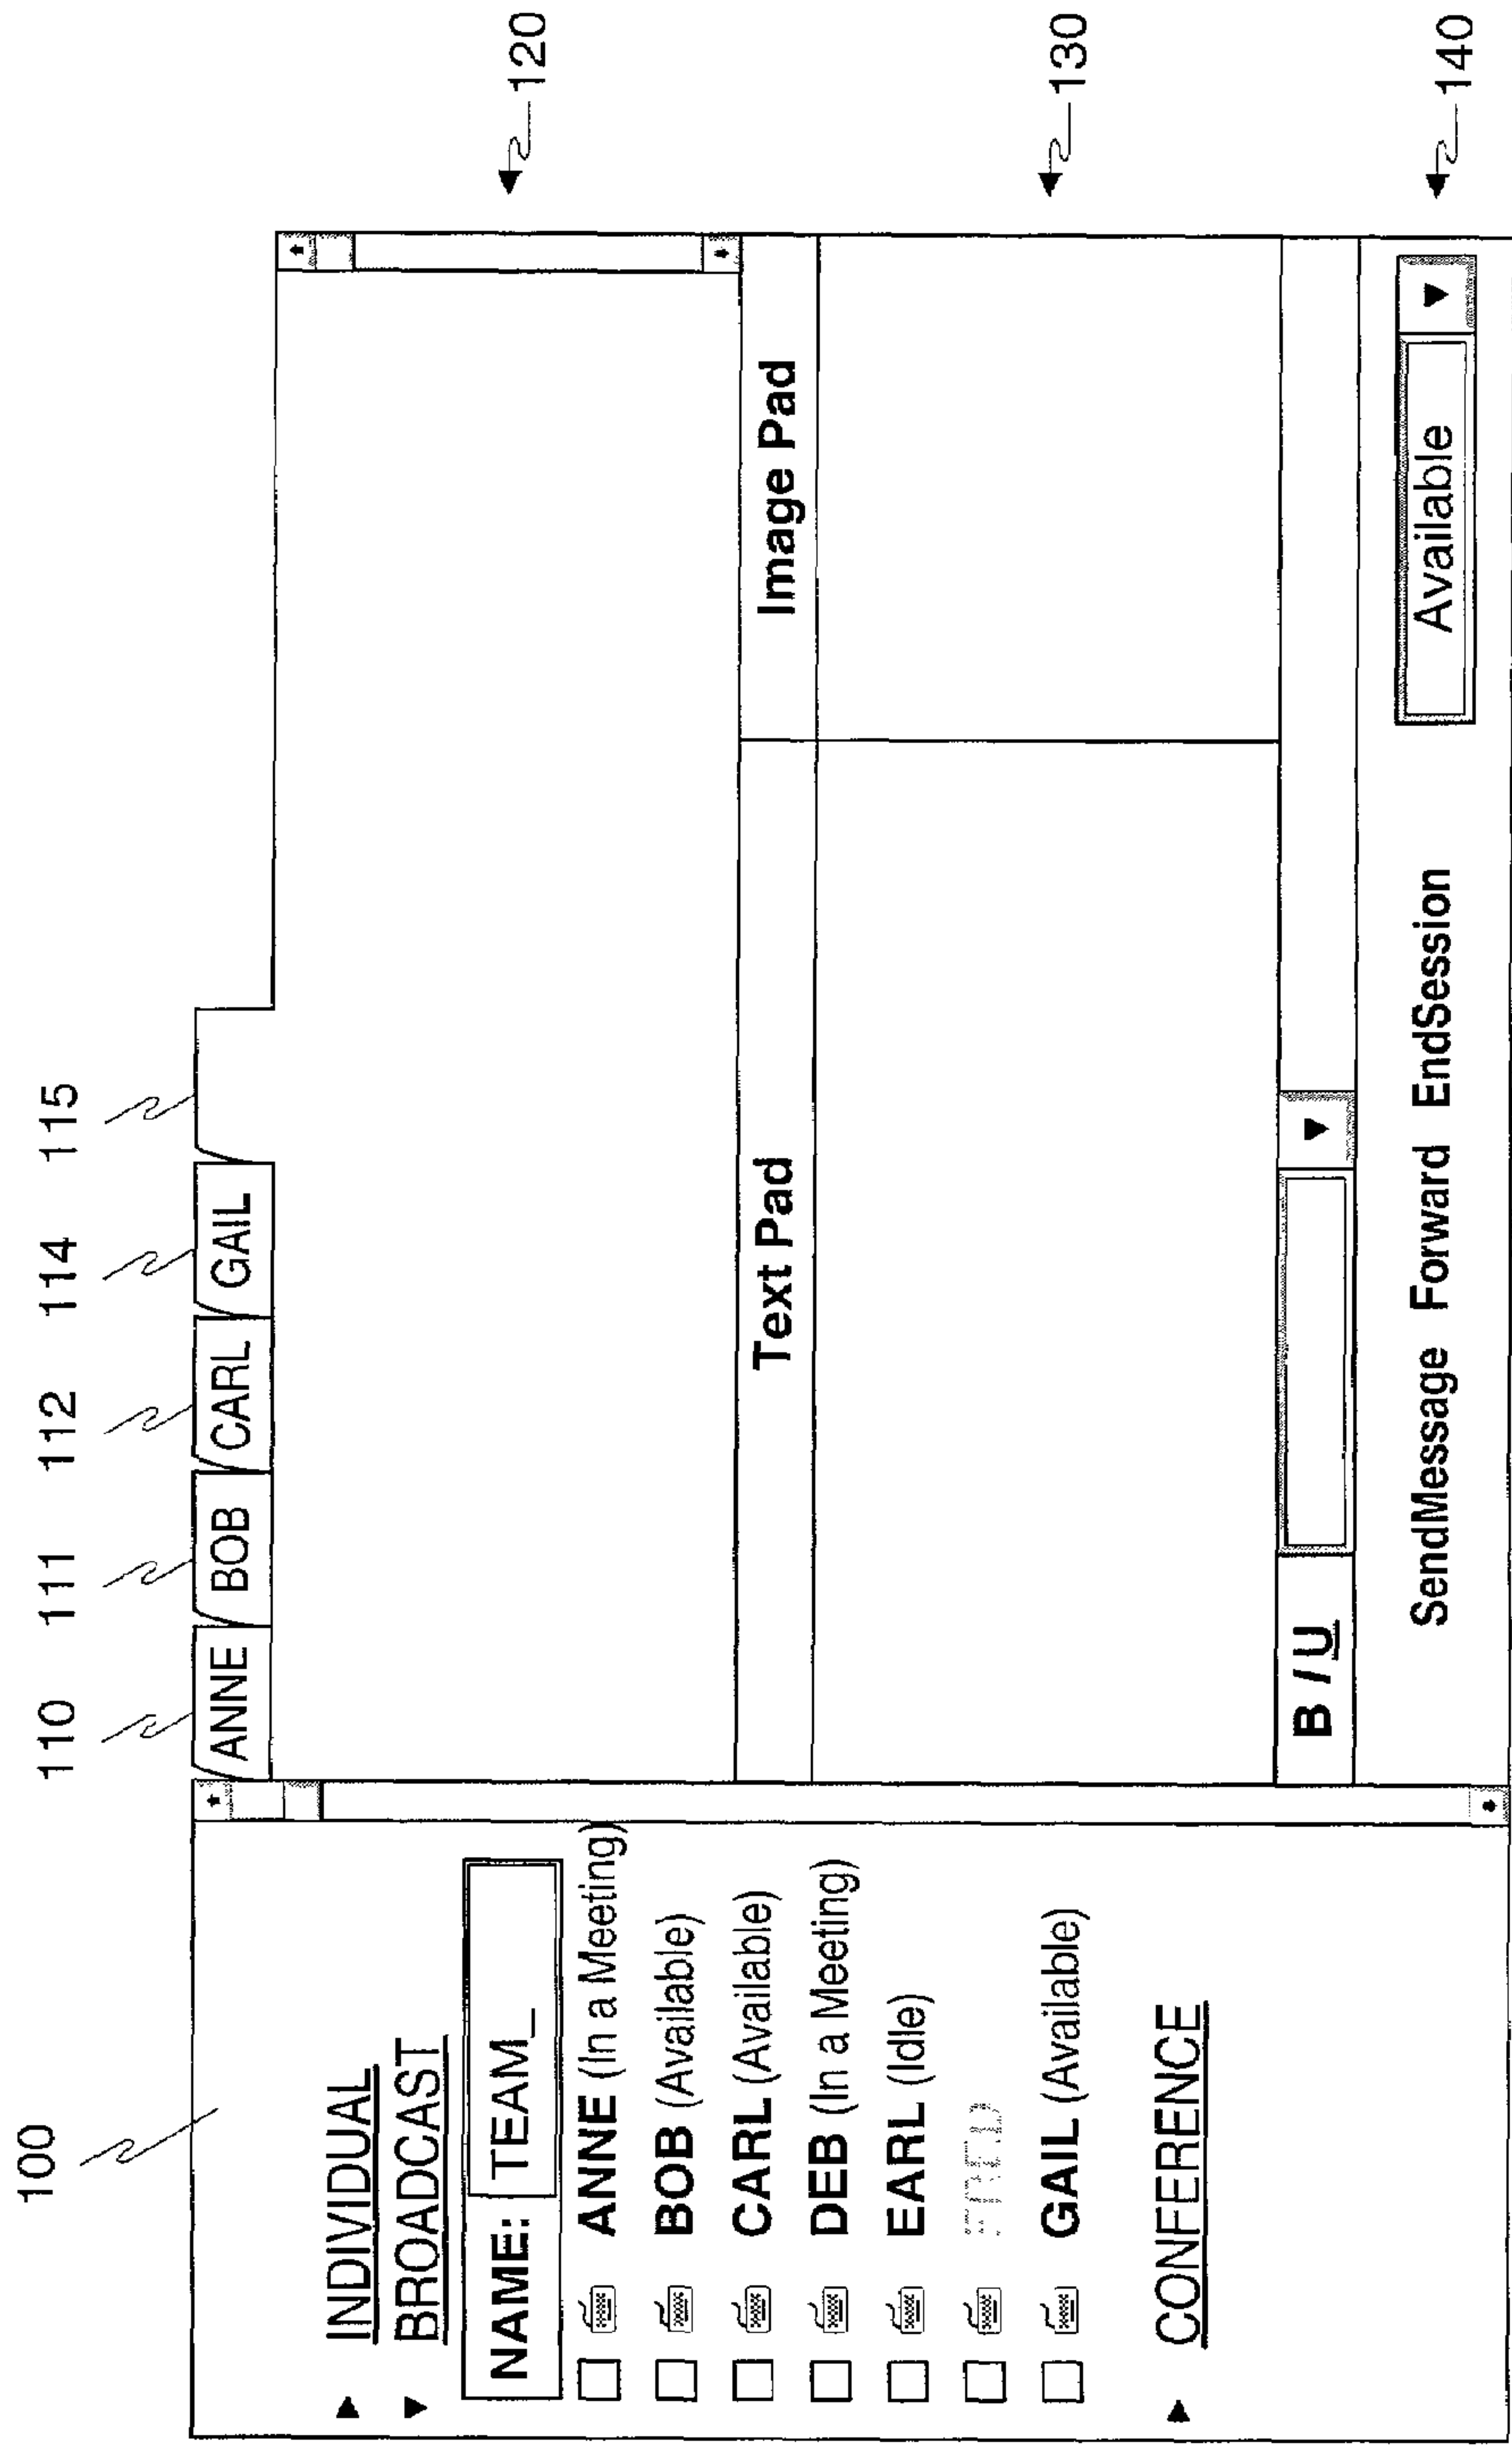 100
110 111 112 114 115
ANNE BOB CARL GAIL
INDIVIDUAL
BROADCAST
NAME: TEAM_
ANNE (In a Meeting)
BOB (Available)
CARL (Available)
DEB (In a Meeting)
EARL (Idle)
FRED
GAIL (Available)
CONFERENCE
120
Text Pad Image Pad
130
B I U
SendMessage Forward EndSession Available
140